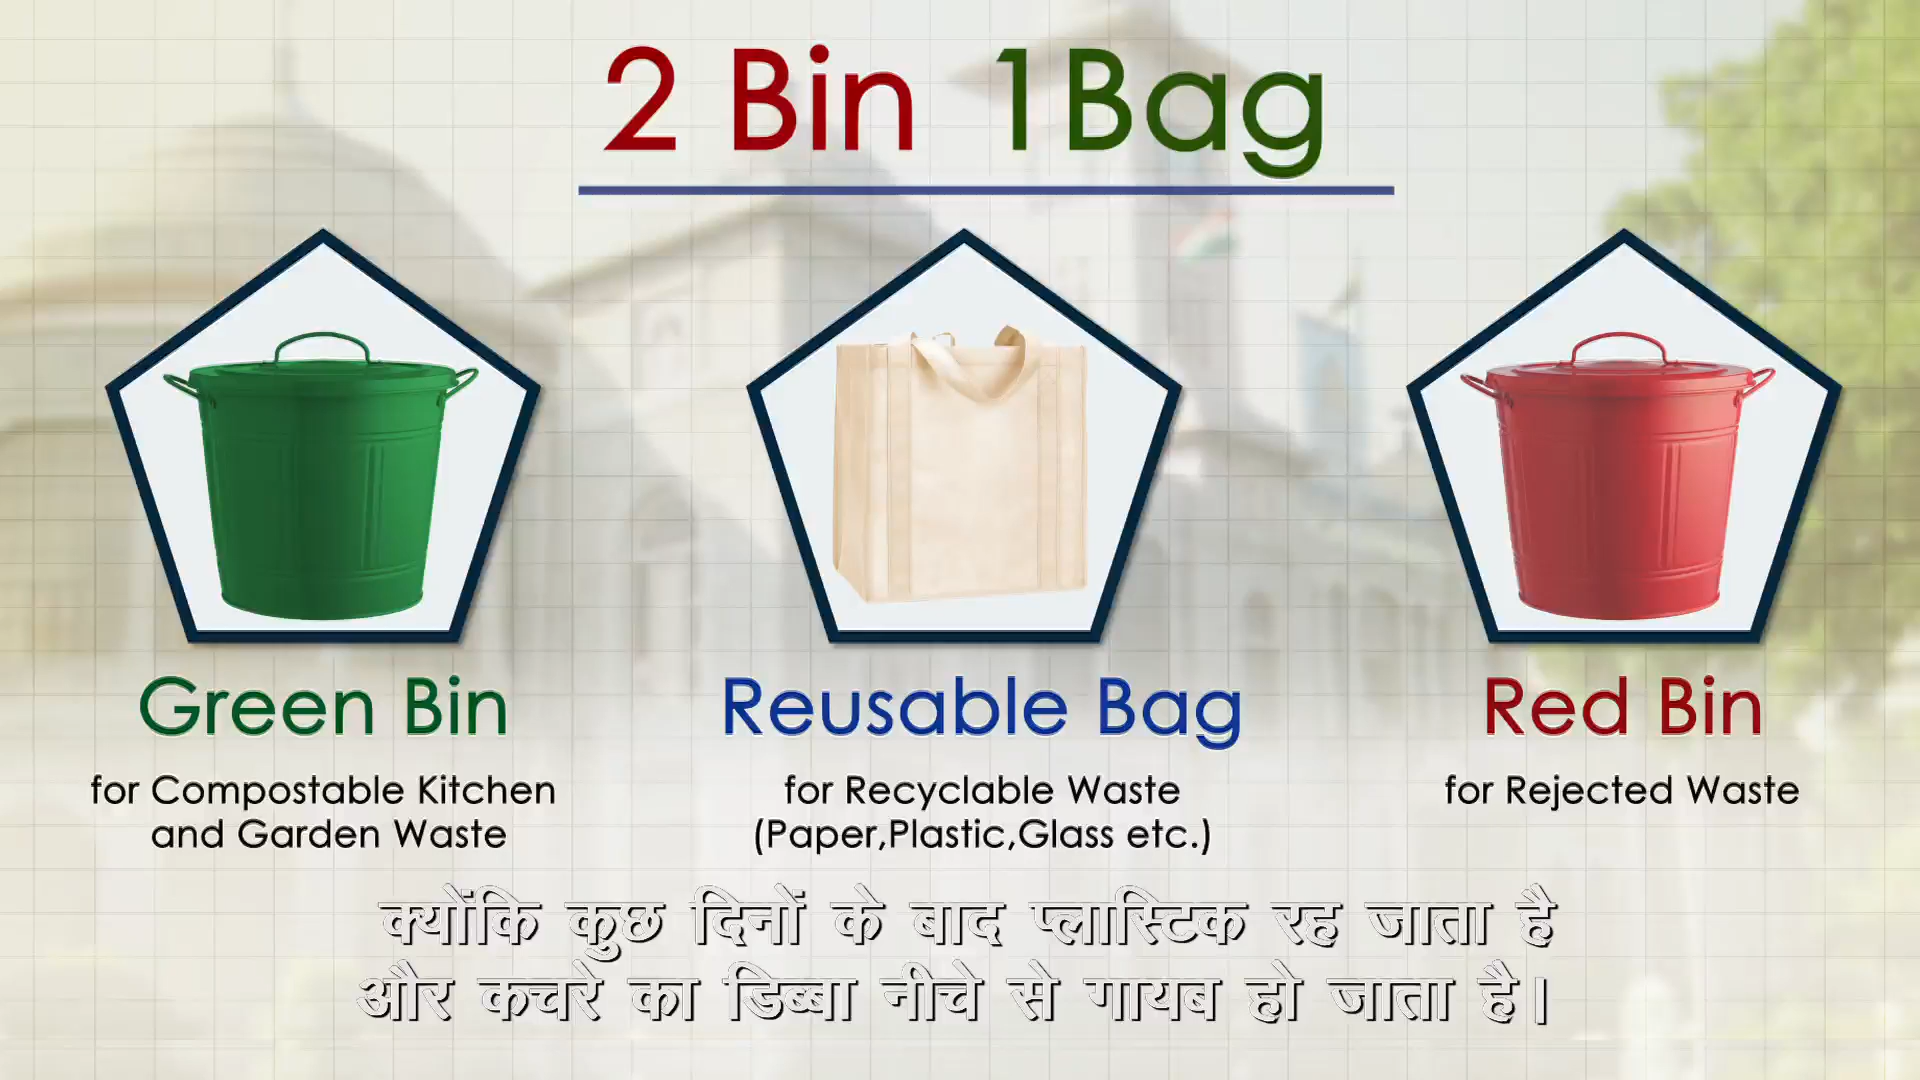 2 Bin 1Bag
Green Bin
for Compostable Kitchen
and Garden Waste
Reusable Bag
for Recyclable Waste
(Paper,Plastic,Glass etc.)
Red Bin
for Rejected Waste
क्योंकि कुछ दिनों के बाद प्लास्टिक रह जाता है
और कचरे का डिब्बा नीचे से गायब हो जाता है।